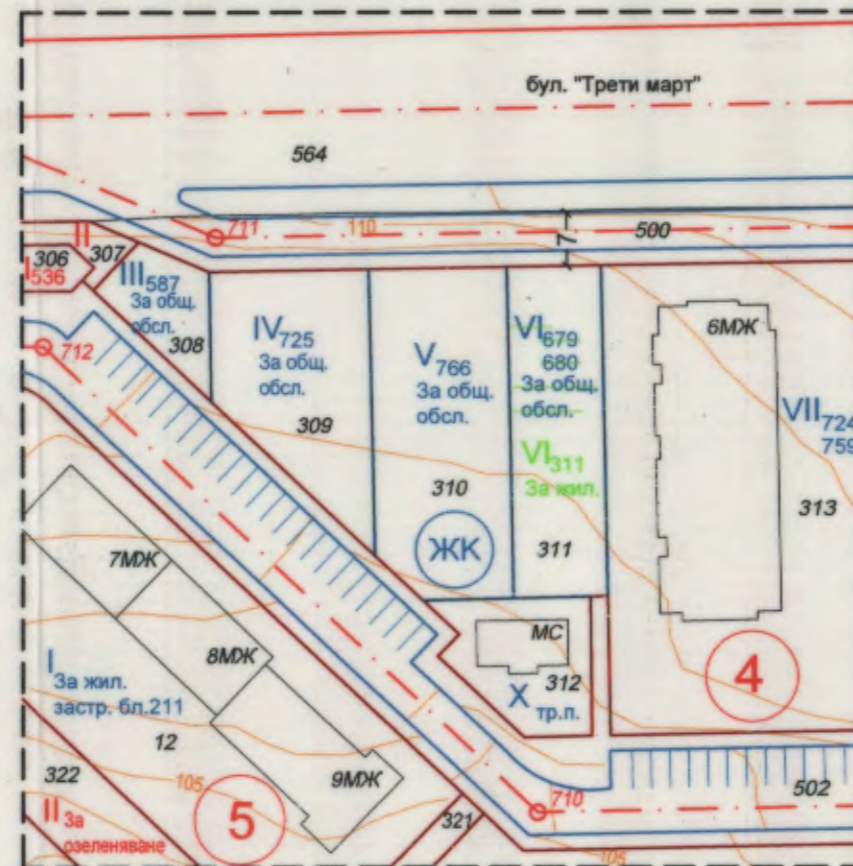 бул. "Трети март"
564
711
110
7
500
306
307
II
I536
III587
За общ.
обсл.
308
712
IV725
За общ.
обсл.
309
V766
За общ.
обсл.
310
ЖК
VI679
680
За общ.
обсл.
VI311
За жил.
311
6МЖ
VII724
759
313
7МЖ
8МЖ
9МЖ
I
За жил.
застр. бл.211
12
МС
312
X
тр.п.
4
322
105
5
II За
озеленяване
321
710
502
105